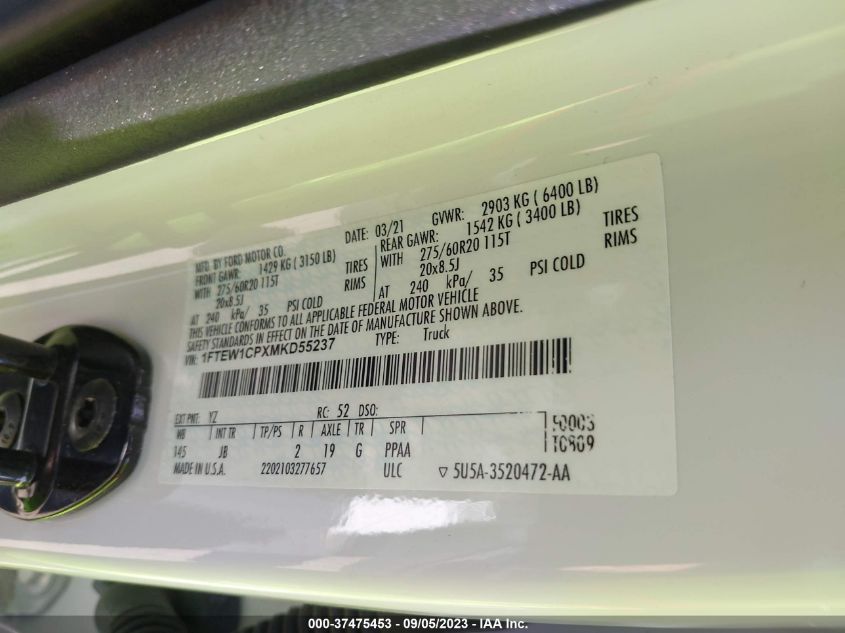 MFD. BY FORD MOTOR CO.
DATE: 03/21 GVWR: 2903 KG ( 6400 LB)
FRONT GAWR: 1429 KG ( 3150 LB)
REAR GAWR: 1542 KG ( 3400 LB)
WITH 275/60R20 115T TIRES
WITH 275/60R20 115T TIRES
20x8.5J RIMS
20x8.5J RIMS
AT 240 kPa/ 35 PSI COLD
AT 240 kPa/ 35 PSI COLD
THIS VEHICLE CONFORMS TO ALL APPLICABLE FEDERAL MOTOR VEHICLE
SAFETY STANDARDS IN EFFECT ON THE DATE OF MANUFACTURE SHOWN ABOVE.
VIN: 1FTEW1CPXMKD55237 TYPE: Truck
EXT PNT: YZ RC: 52 DSO:
WB INT TR TP/PS R AXLE TR SPR
145 JB 2 19 G PPAA
MADE IN U.S.A. 2202103277657 ULC 5U5A-3520472-AA
000-37475453 - 09/05/2023 - IAA Inc.